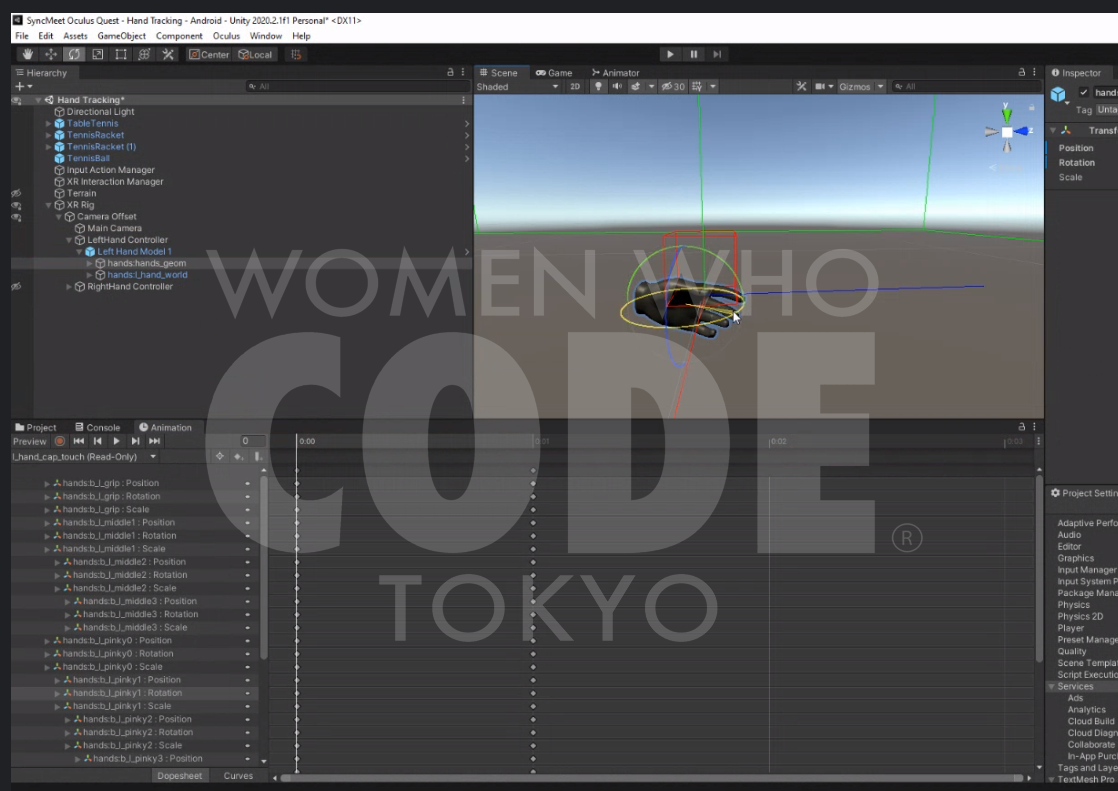 SyncMeet Oculus Quest - Hand Tracking - Android - Unity 2020.2.1f1 Personal* <DX11>
File Edit Assets GameObject Component Oculus Window Help
Center Local
Hierarchy
All
Hand Tracking*
Directional Light
TableTennis
TennisRacket
TennisRacket (1)
TennisBall
Input Action Manager
XR Interaction Manager
Terrain
XR Rig
Camera Offset
Main Camera
LeftHand Controller
Left Hand Model 1
hands:hands_geom
hands:l_hand_world
RightHand Controller
Scene Game Animator
Shaded 2D 30 Gizmos All
y
z
Inspector
hand
Tag Unta
Transf
Position
Rotation
Scale
WOMEN WHO
CODE
®
TOKYO
Project Console Animation
Preview 0
l_hand_cap_touch (Read-Only)
0:00 0:01 0:02 0:03
hands:b_l_grip : Position
hands:b_l_grip : Rotation
hands:b_l_grip : Scale
hands:b_l_middle1 : Position
hands:b_l_middle1 : Rotation
hands:b_l_middle1 : Scale
hands:b_l_middle2 : Position
hands:b_l_middle2 : Rotation
hands:b_l_middle2 : Scale
hands:b_l_middle3 : Position
hands:b_l_middle3 : Rotation
hands:b_l_middle3 : Scale
hands:b_l_pinky0 : Position
hands:b_l_pinky0 : Rotation
hands:b_l_pinky0 : Scale
hands:b_l_pinky1 : Position
hands:b_l_pinky1 : Rotation
hands:b_l_pinky1 : Scale
hands:b_l_pinky2 : Position
hands:b_l_pinky2 : Rotation
hands:b_l_pinky2 : Scale
hands:b_l_pinky3 : Position
Dopesheet Curves
Project Settin
Adaptive Perfo
Audio
Editor
Graphics
Input Manager
Input System P
Package Mana
Physics
Physics 2D
Player
Preset Manage
Quality
Scene Templa
Script Executio
Services
Ads
Analytics
Cloud Build
Cloud Diagn
Collaborate
In-App Purc
Tags and Laye
TextMesh Pro